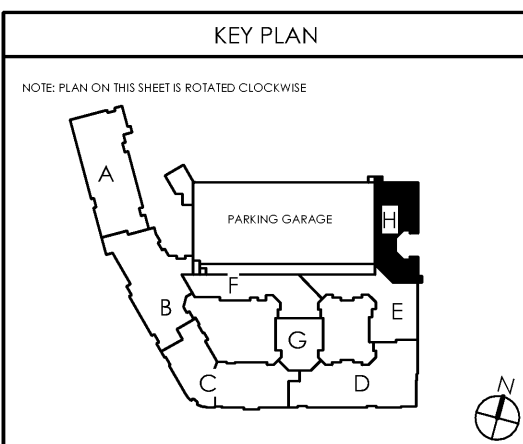 KEY PLAN
NOTE: PLAN ON THIS SHEET IS ROTATED CLOCKWISE
A
PARKING GARAGE
H
F
B
E
G
C
D
N